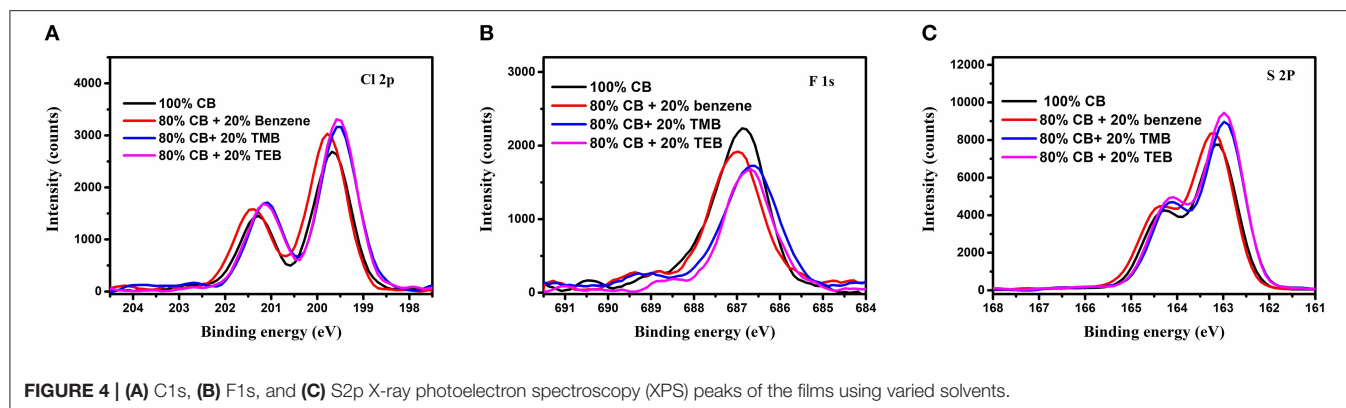 A
Cl 2p
100% CB
80% CB + 20% Benzene
80% CB+ 20% TMB
80% CB + 20% TEB
Intensity (counts)
4000
3000
2000
1000
0
204 202 201 200 199 198
Binding energy (eV)
B
F 1s
100% CB
80% CB + 20% benzene
80% CB+ 20% TMB
80% CB + 20% TEB
Intensity (counts)
3000
2000
1000
0
691 690 689 688 687 686 685 684
Binding energy (eV)
C
S 2P
100% CB
80% CB + 20% benzene
80% CB+ 20% TMB
80% CB + 20% TEB
Intensity (counts)
12000
10000
8000
6000
4000
2000
0
168 167 166 165 164 163 162 161
Binding energy (eV)
FIGURE 4 | (A) C1s, (B) F1s, and (C) S2p X-ray photoelectron spectroscopy (XPS) peaks of the films using varied solvents.